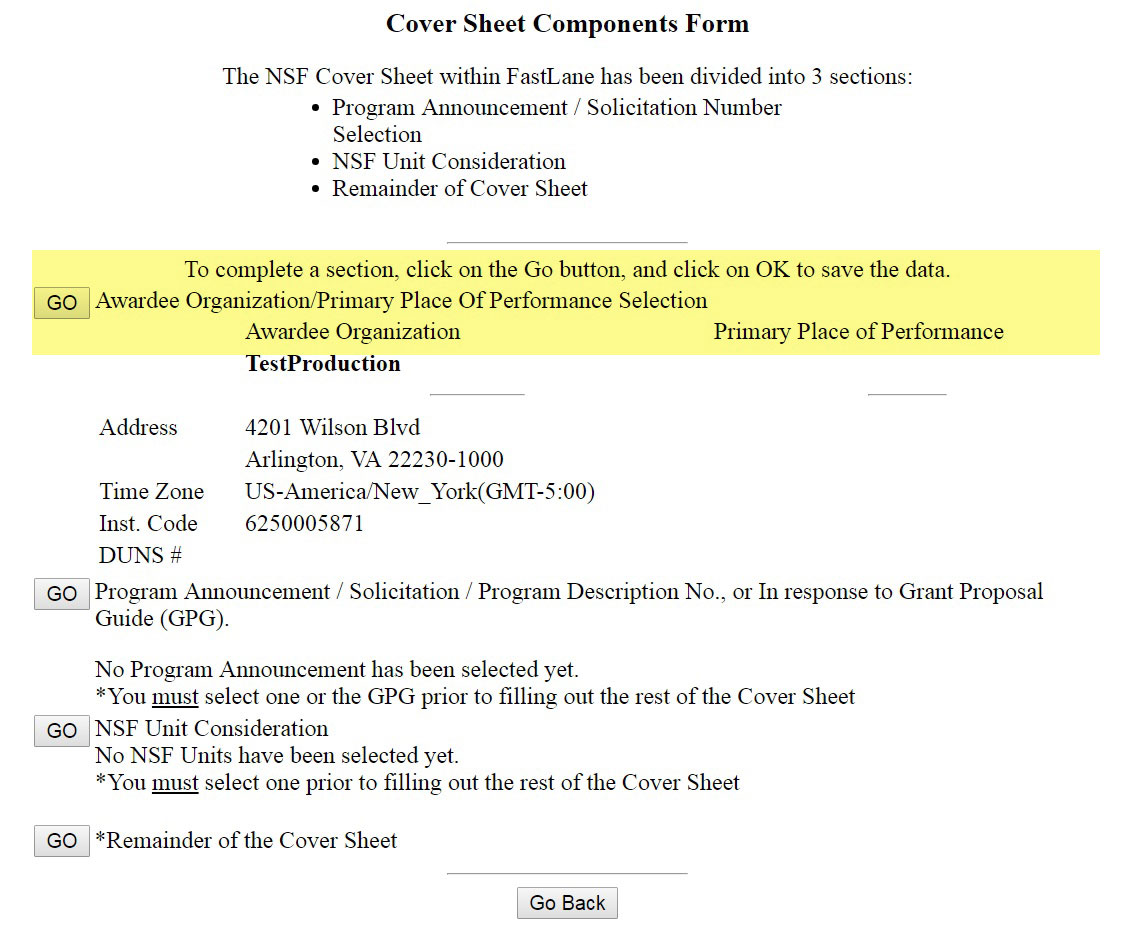 Cover Sheet Components Form
The NSF Cover Sheet within FastLane has been divided into 3 sections:
• Program Announcement / Solicitation Number
Selection
• NSF Unit Consideration
• Remainder of Cover Sheet
To complete a section, click on the Go button, and click on OK to save the data.
GO Awardee Organization/Primary Place Of Performance Selection
Awardee Organization Primary Place of Performance
TestProduction
Address 4201 Wilson Blvd
Arlington, VA 22230-1000
Time Zone US-America/New_York(GMT-5:00)
Inst. Code 6250005871
DUNS #
GO Program Announcement / Solicitation / Program Description No., or In response to Grant Proposal
Guide (GPG).
No Program Announcement has been selected yet.
*You must select one or the GPG prior to filling out the rest of the Cover Sheet
GO NSF Unit Consideration
No NSF Units have been selected yet.
*You must select one prior to filling out the rest of the Cover Sheet
GO *Remainder of the Cover Sheet
Go Back